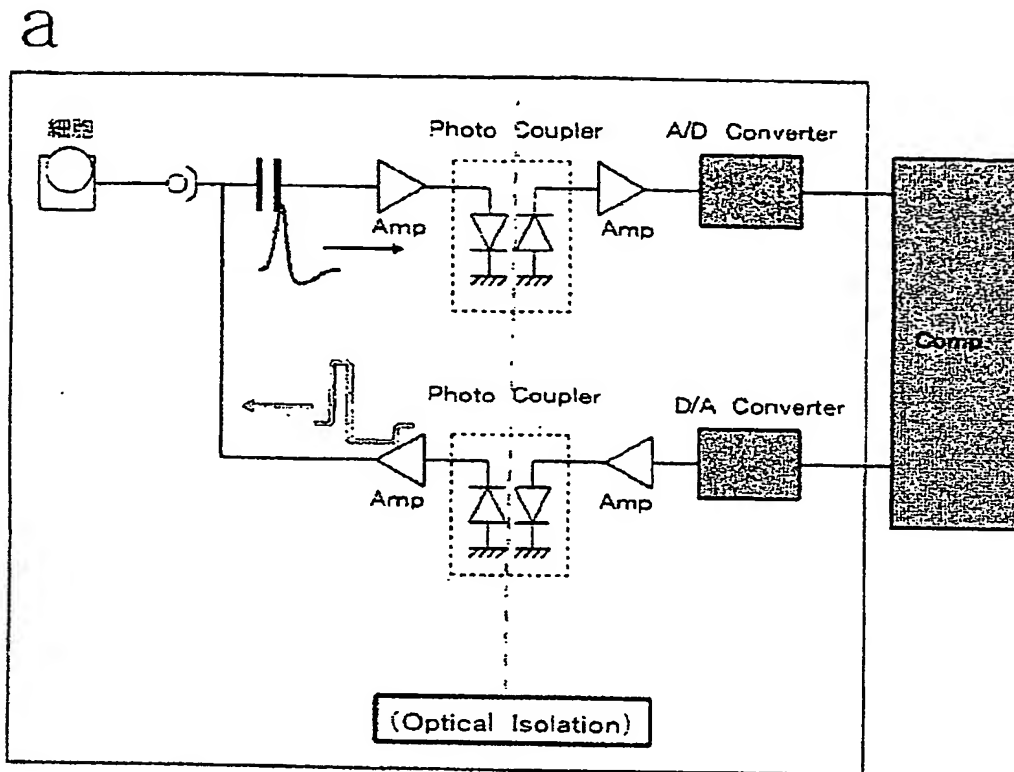 a
細胞
Photo Coupler
A/D Converter
Amp
Amp
Comp
Photo Coupler
D/A Converter
Amp
Amp
(Optical Isolation)